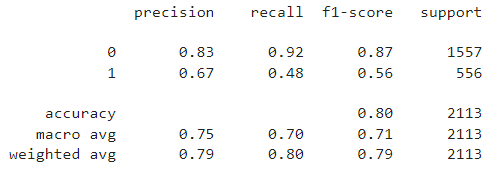 precision recall f1-score support
0 0.83 0.92 0.87 1557
1 0.67 0.48 0.56 556
accuracy 0.80 2113
macro avg 0.75 0.70 0.71 2113
weighted avg 0.79 0.80 0.79 2113